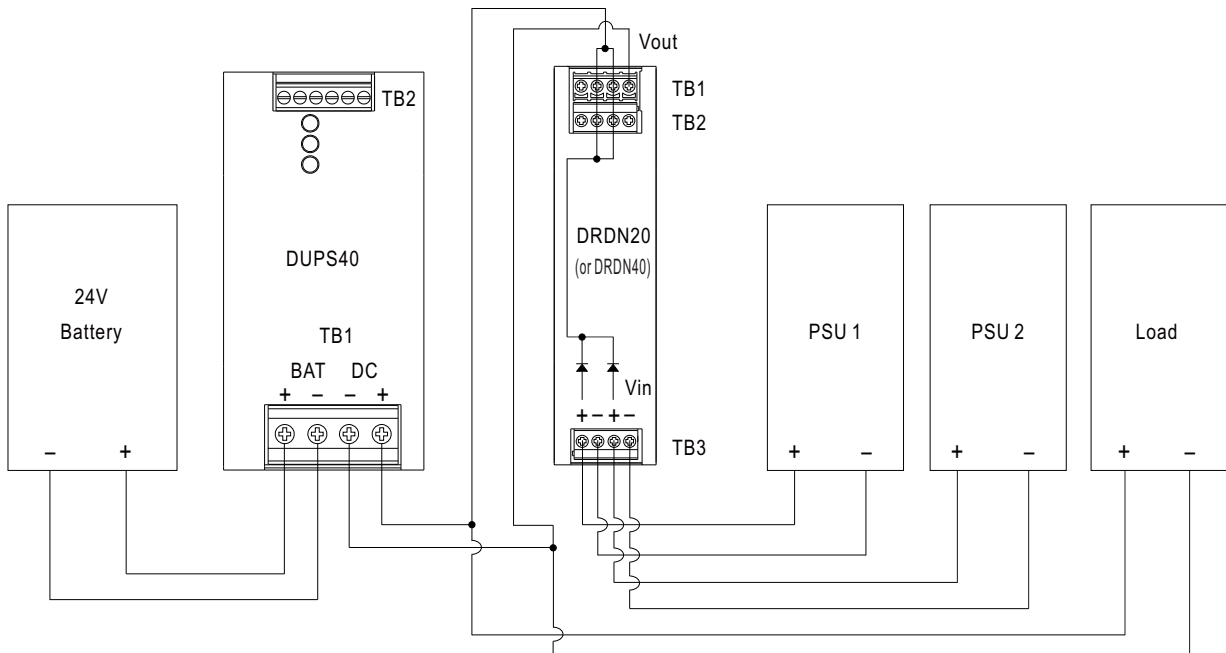 Vout
TB1
TB2
TB2
DUPS40
DRDN20
(or DRDN40)
24V
Battery
TB1
BAT DC
+ − − +
PSU 1
PSU 2
Load
Vin
+ − + −
TB3
− +
+ −
+ −
+ −